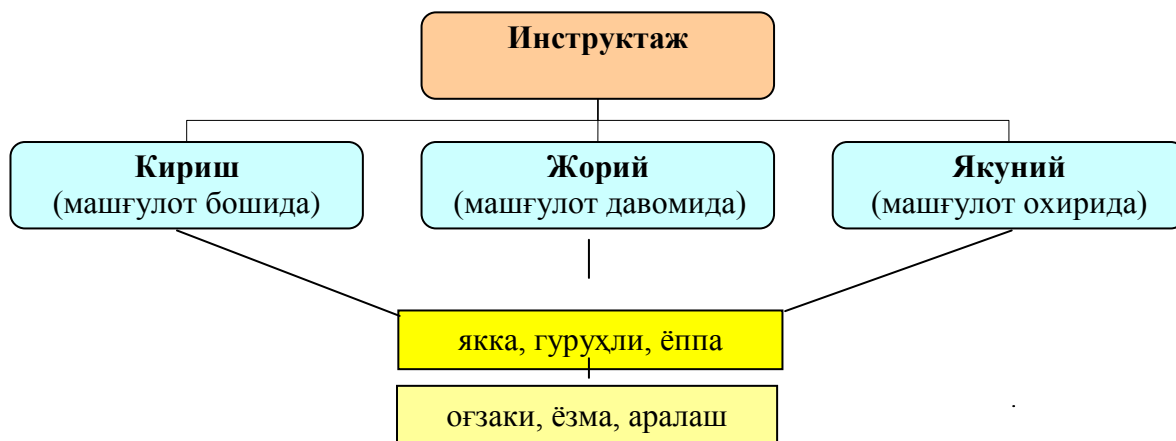 Инструктаж
Кириш
(машғулот бошида)
Жорий
(машғулот давомида)
Якуний
(машғулот охирида)
якка, гуруҳли, ёппа
оғзаки, ёзма, аралаш